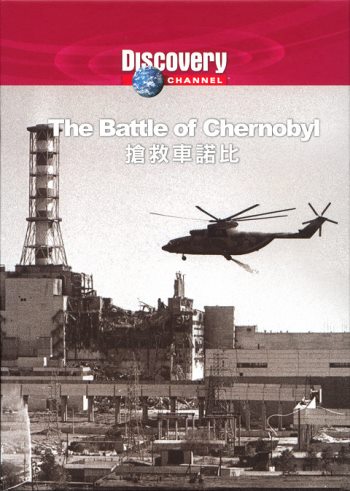 Discovery
CHANNEL
The Battle of Chernobyl
搶救車諾比